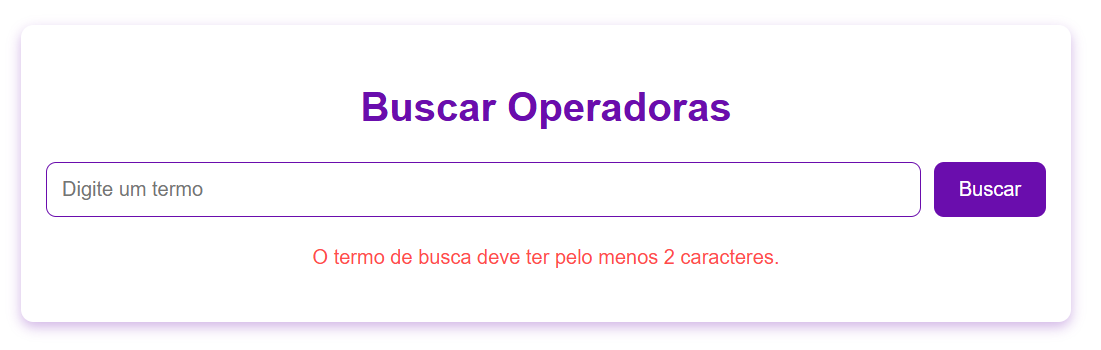 Buscar Operadoras
Digite um termo
Buscar
O termo de busca deve ter pelo menos 2 caracteres.